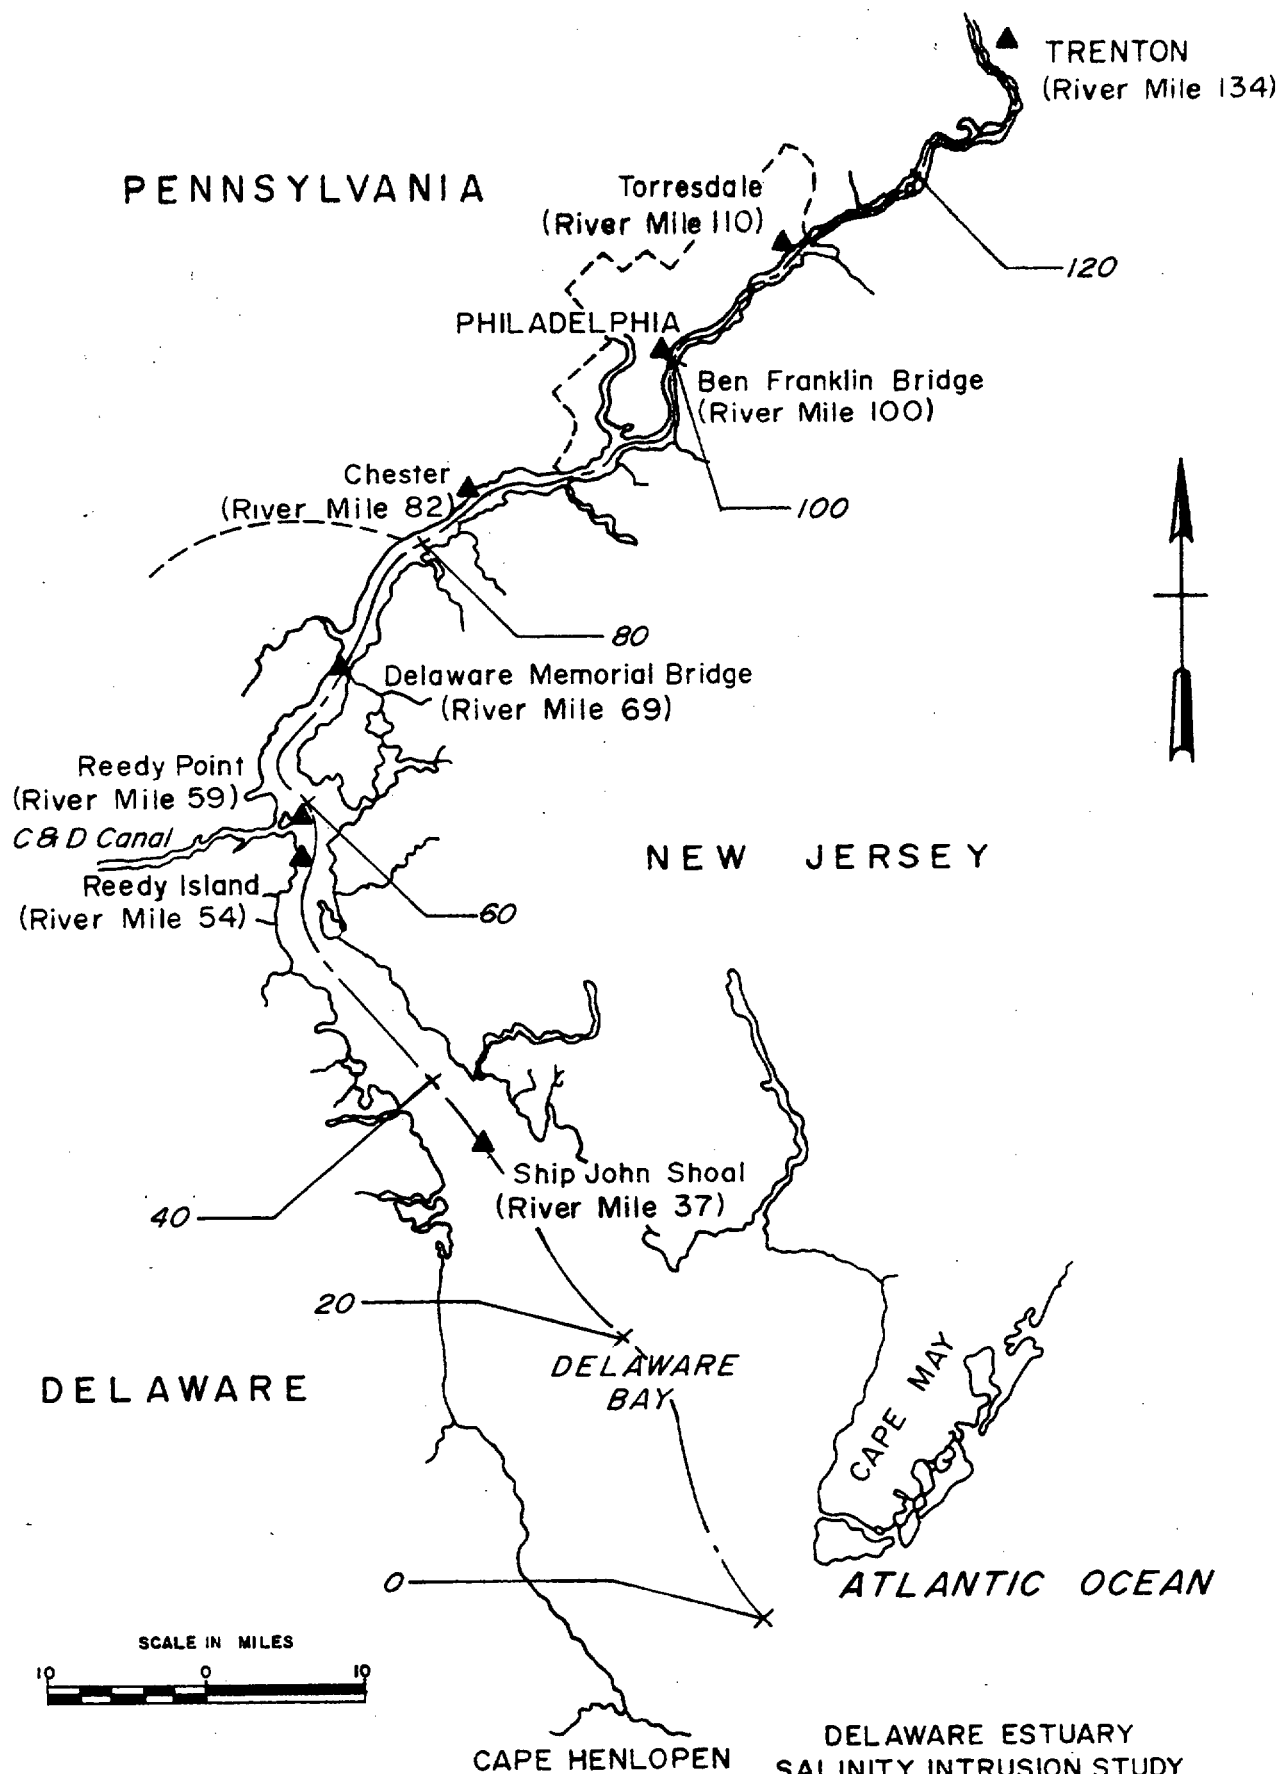 TRENTON
(River Mile 134)
PENNSYLVANIA
Torresdale
(River Mile 110)
120
PHILADELPHIA
Ben Franklin Bridge
(River Mile 100)
Chester
(River Mile 82)
100
80
Delaware Memorial Bridge
(River Mile 69)
Reedy Point
(River Mile 59)
C & D Canal
NEW JERSEY
Reedy Island
(River Mile 54)
60
Ship John Shoal
(River Mile 37)
40
20
DELAWARE
BAY
DELAWARE
CAPE MAY
0
ATLANTIC OCEAN
SCALE IN MILES
10 0 10
CAPE HENLOPEN
DELAWARE ESTUARY
SALINITY INTRUSION STUDY